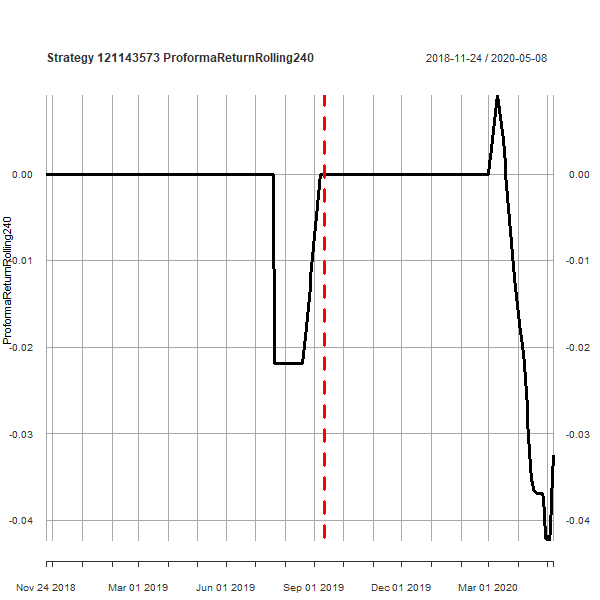 Strategy 121143573 ProformaReturnRolling240
2018-11-24 / 2020-05-08
ProformaReturnRolling240
0.00 0.00
-0.01 -0.01
-0.02 -0.02
-0.03 -0.03
-0.04 -0.04
Nov 24 2018 Mar 01 2019 Jun 01 2019 Sep 01 2019 Dec 01 2019 Mar 01 2020